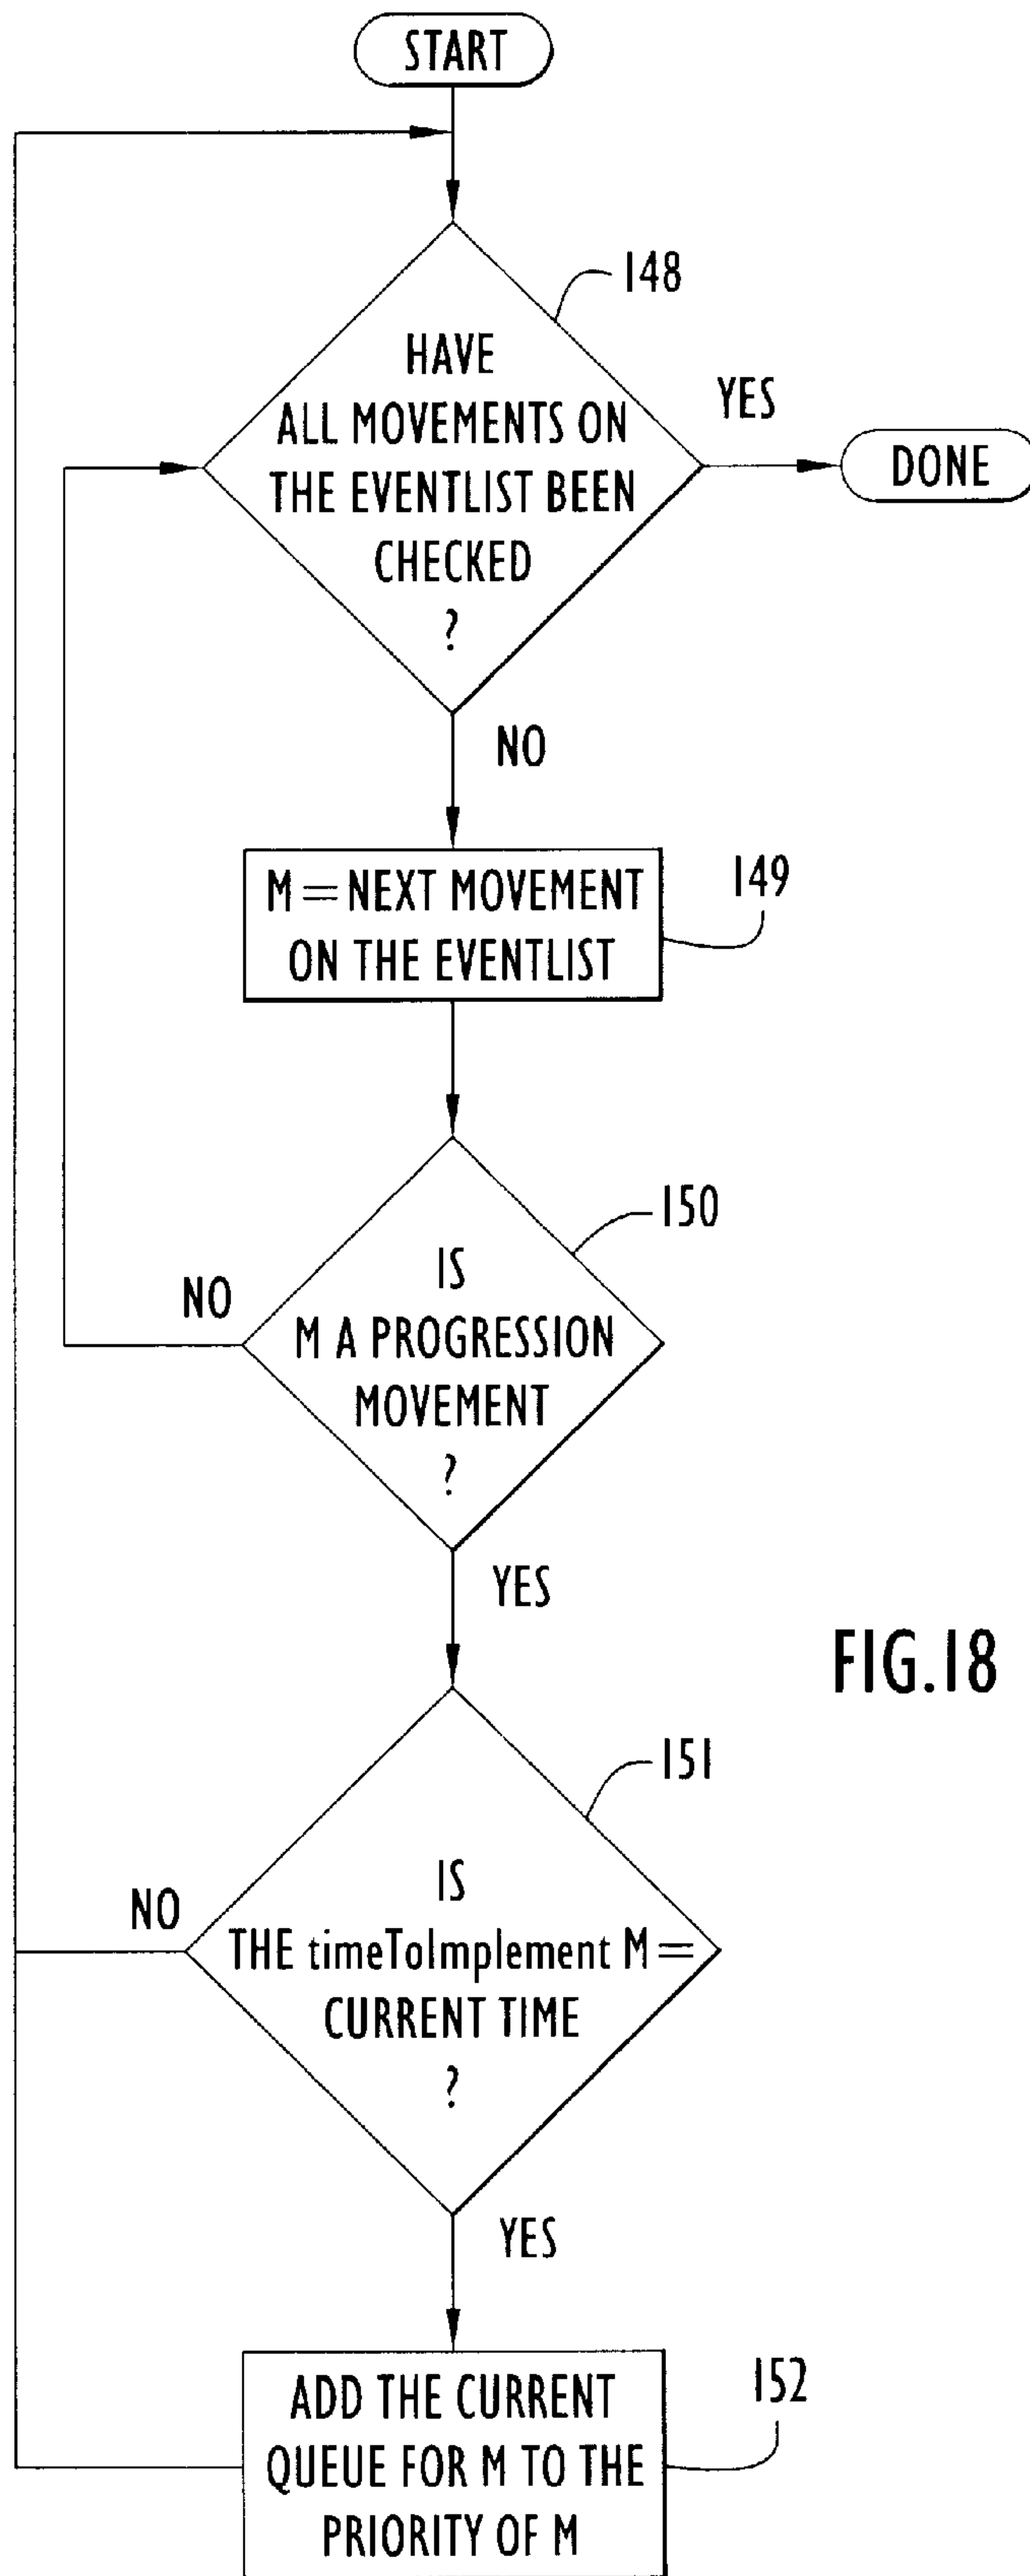 START
148
HAVE
ALL MOVEMENTS ON
THE EVENTLIST BEEN
CHECKED
?
YES
DONE
NO
M = NEXT MOVEMENT
ON THE EVENTLIST
149
150
IS
M A PROGRESSION
MOVEMENT
?
NO
YES
FIG.18
151
IS
THE timeToImplement M =
CURRENT TIME
?
NO
YES
ADD THE CURRENT
QUEUE FOR M TO THE
PRIORITY OF M
152